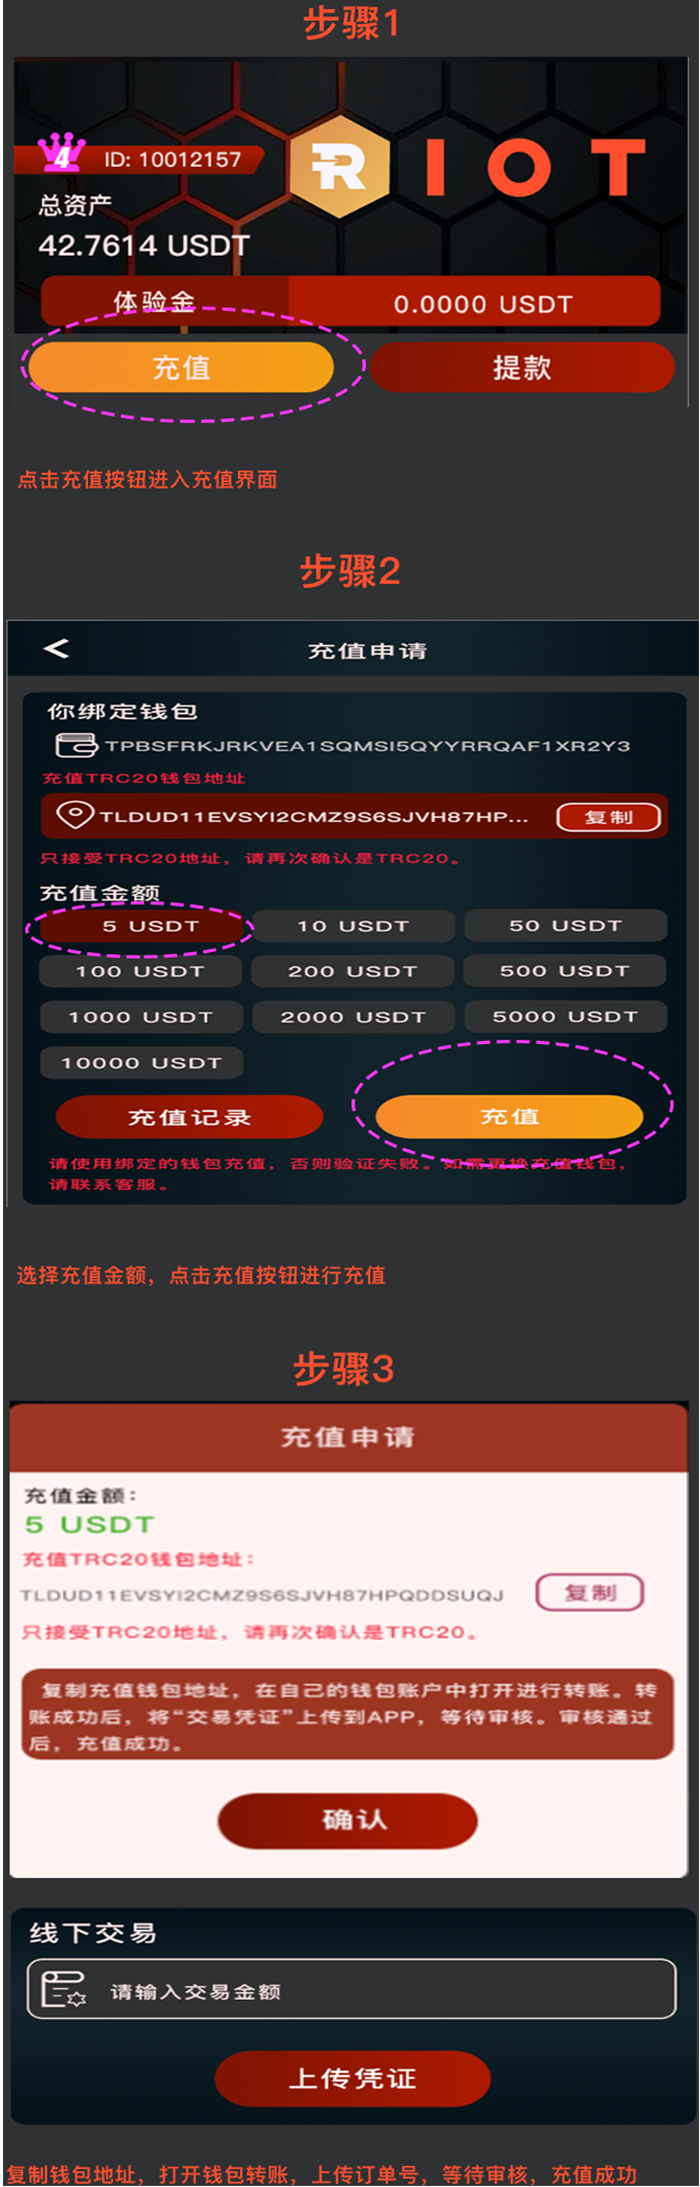 步骤1
4 ID: 10012157
R IOT
总资产
42.7614 USDT
体验金 0.0000 USDT
充值 提款
点击充值按钮进入充值界面
步骤2
< 充值申请
你绑定钱包
TPBSFRKJRKVEA1SQMSI5QYYRRQAF1XR2Y3
充值TRC20钱包地址
TLDUD11EVSYI2CMZ9S6SJVH87HP... 复制
只接受TRC20地址，请再次确认是TRC20。
充值金额
5 USDT 10 USDT 50 USDT
100 USDT 200 USDT 500 USDT
1000 USDT 2000 USDT 5000 USDT
10000 USDT
充值记录 充值
请使用绑定的钱包充值，否则验证失败。如需更换充值钱包，
请联系客服。
选择充值金额，点击充值按钮进行充值
步骤3
充值申请
充值金额：
5 USDT
充值TRC20钱包地址：
TLDUD11EVSYI2CMZ9S6SJVH87HPQDDSUQJ 复制
只接受TRC20地址，请再次确认是TRC20。
复制充值钱包地址，在自己的钱包账户中打开进行转账。转
账成功后，将“交易凭证”上传到APP，等待审核。审核通过
后，充值成功。
确认
线下交易
请输入交易金额
上传凭证
复制钱包地址，打开钱包转账，上传订单号，等待审核，充值成功